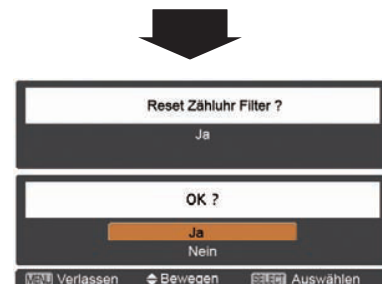 Reset Zähluhr Filter ?
Ja
OK ?
Ja
Nein
MENU Verlassen Bewegen SELECT Auswählen